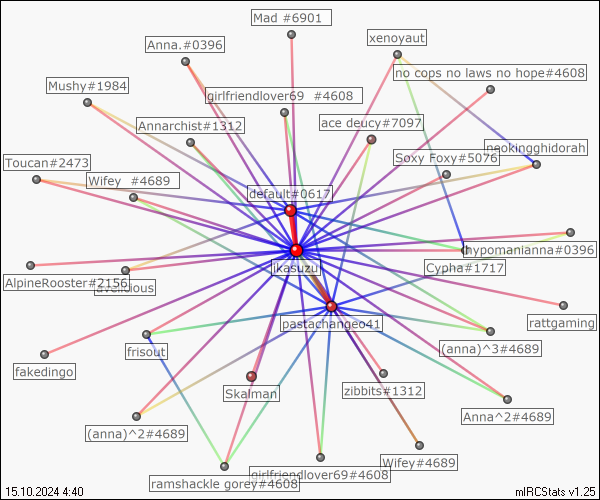 Mad #6901
Anna.#0396
xenoyaut
Mushy#1984
no cops no laws no hope#4608
girlfriendlover69  #4608
Annarchist#1312
ace deucy#7097
neokingghidorah
Toucan#2473
Soxy Foxy#5076
Wifey  #4689
default#0617
hypomanianna#0396
jkasuzu
Cypha#1717
AlpineRooster#2156
pastachangeo41
rattgaming
frisout
(anna)^3#4689
fakedingo
Skalman
zibbits#1312
Anna^2#4689
(anna)^2#4689
Wifey#4689
girlfriendlover69#4608
ramshackle gorey#4608
15.10.2024 4:40
mIRCStats v1.25